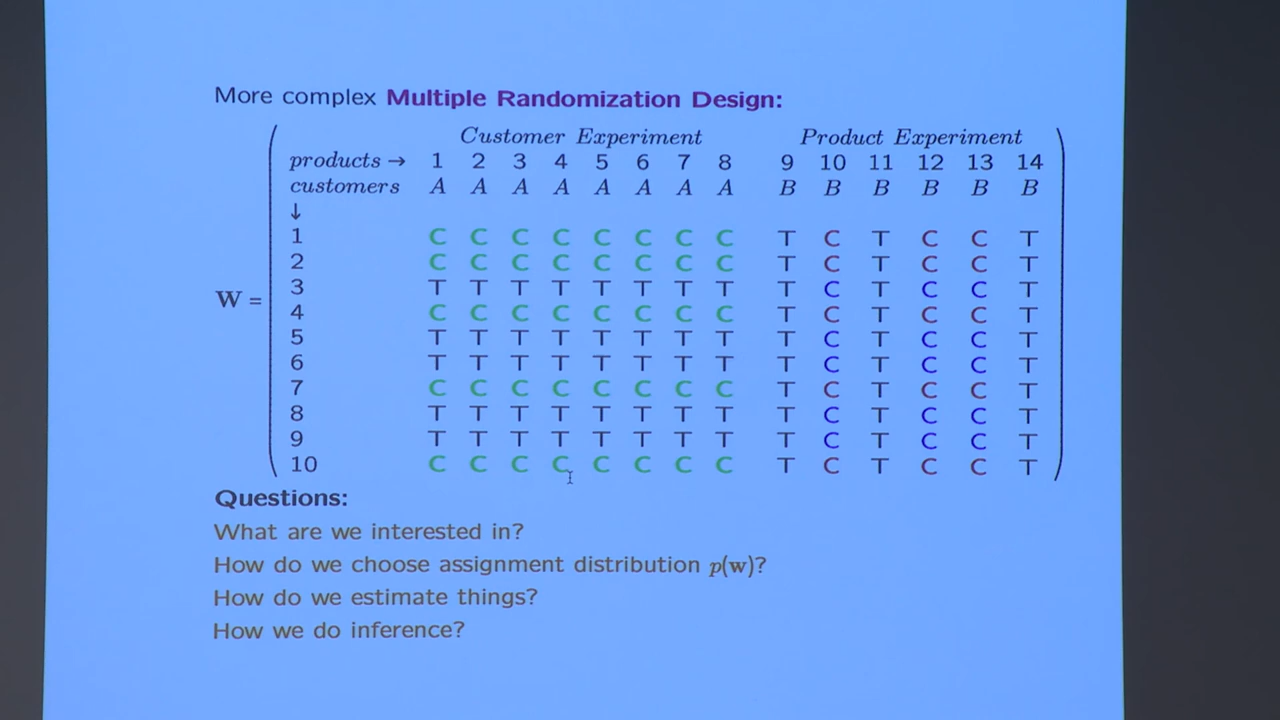 More complex Multiple Randomization Design:
Customer Experiment Product Experiment
products → 1 2 3 4 5 6 7 8 9 10 11 12 13 14
customers A A A A A A A A B B B B B B
↓
1 C C C C C C C C T C T C C T
2 C C C C C C C C T C T C C T
3 T T T T T T T T T C T C C T
W = 4 C C C C C C C C T C T C C T
5 T T T T T T T T T C T C C T
6 T T T T T T T T T C T C C T
7 C C C C C C C C T C T C C T
8 T T T T T T T T T C T C C T
9 T T T T T T T T T C T C C T
10 C C C C C C C C T C T C C T
Questions:
What are we interested in?
How do we choose assignment distribution p(w)?
How do we estimate things?
How we do inference?